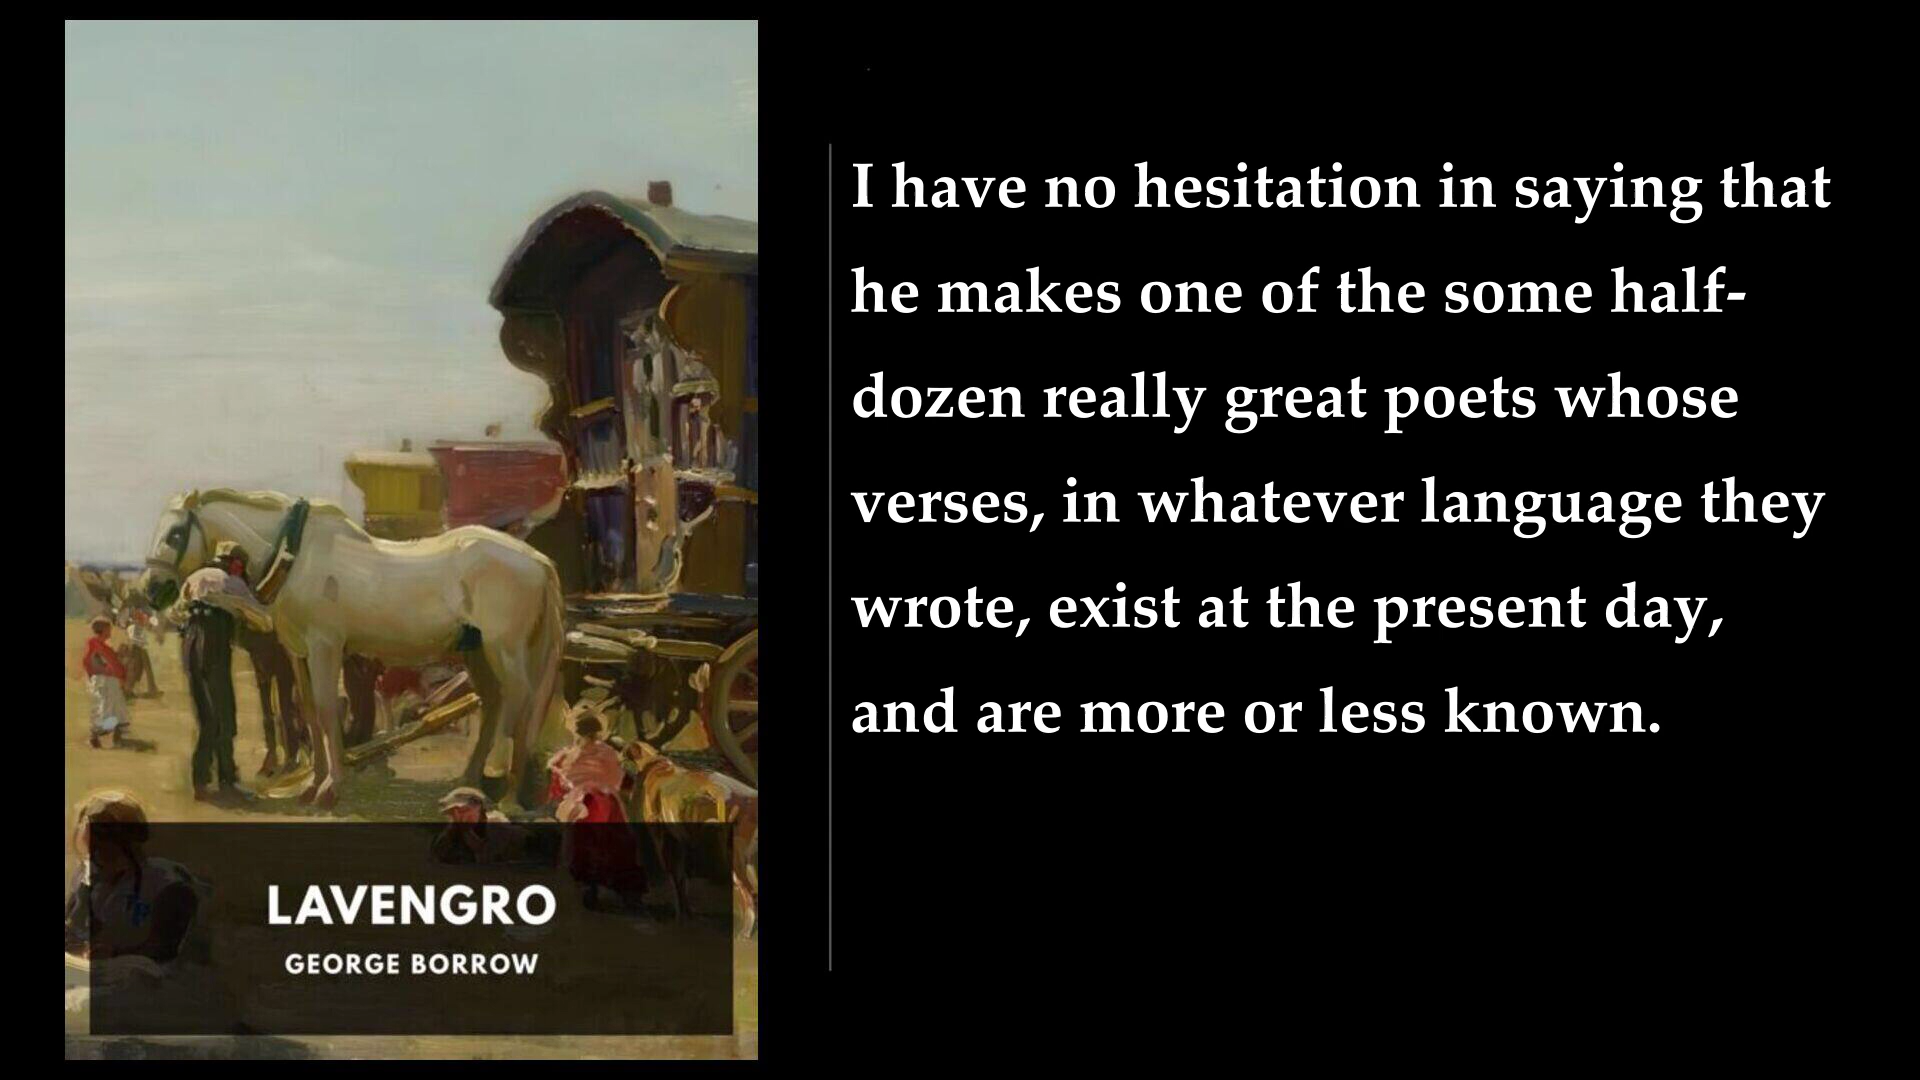 LAVENGRO
GEORGE BORROW
I have no hesitation in saying that
he makes one of the some half-
dozen really great poets whose
verses, in whatever language they
wrote, exist at the present day,
and are more or less known.